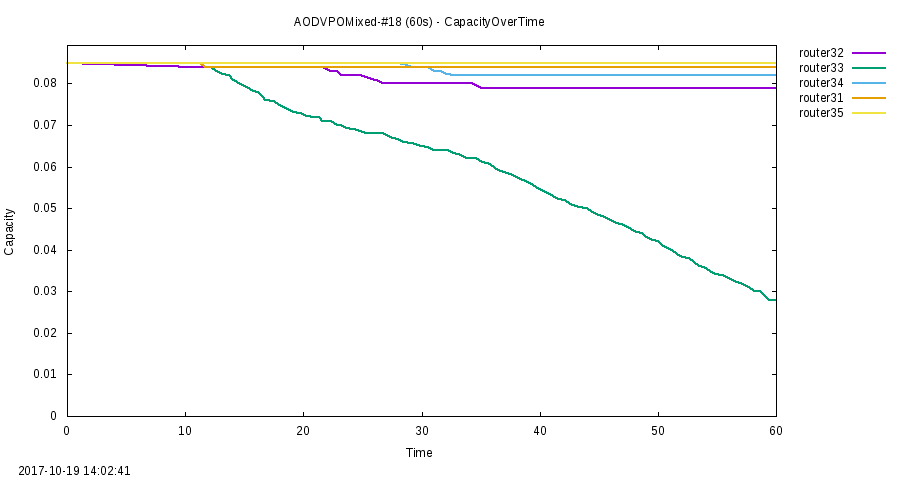 AODVPOMixed-#18 (60s) - CapacityOverTime
router32
router33
router34
router31
router35
0.08
0.07
0.06
0.05
0.04
0.03
0.02
0.01
0
Capacity
0 10 20 30 40 50 60
Time
2017-10-19 14:02:41